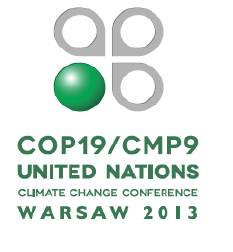 COP19/CMP9
UNITED NATIONS
CLIMATE CHANGE CONFERENCE
WARSAW 2013